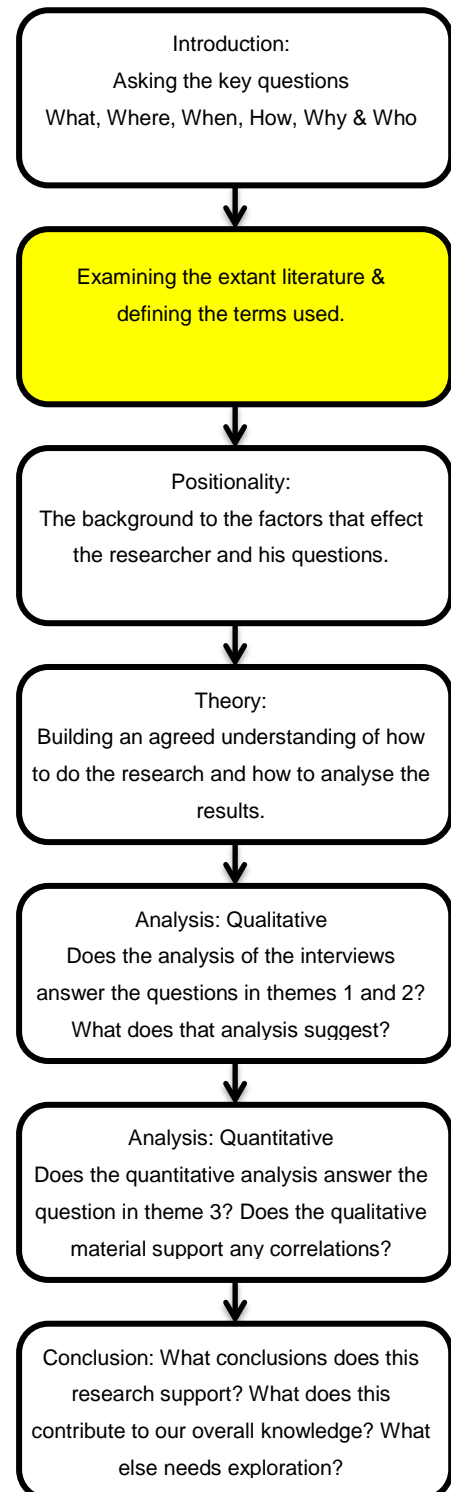 Introduction:
Asking the key questions
What, Where, When, How, Why & Who
Examining the extant literature &
defining the terms used.
Positionality:
The background to the factors that effect
the researcher and his questions.
Theory:
Building an agreed understanding of how
to do the research and how to analyse the
results.
Analysis: Qualitative
Does the analysis of the interviews
answer the questions in themes 1 and 2?
What does that analysis suggest?
Analysis: Quantitative
Does the quantitative analysis answer the
question in theme 3? Does the qualitative
material support any correlations?
Conclusion: What conclusions does this
research support? What does this
contribute to our overall knowledge? What
else needs exploration?